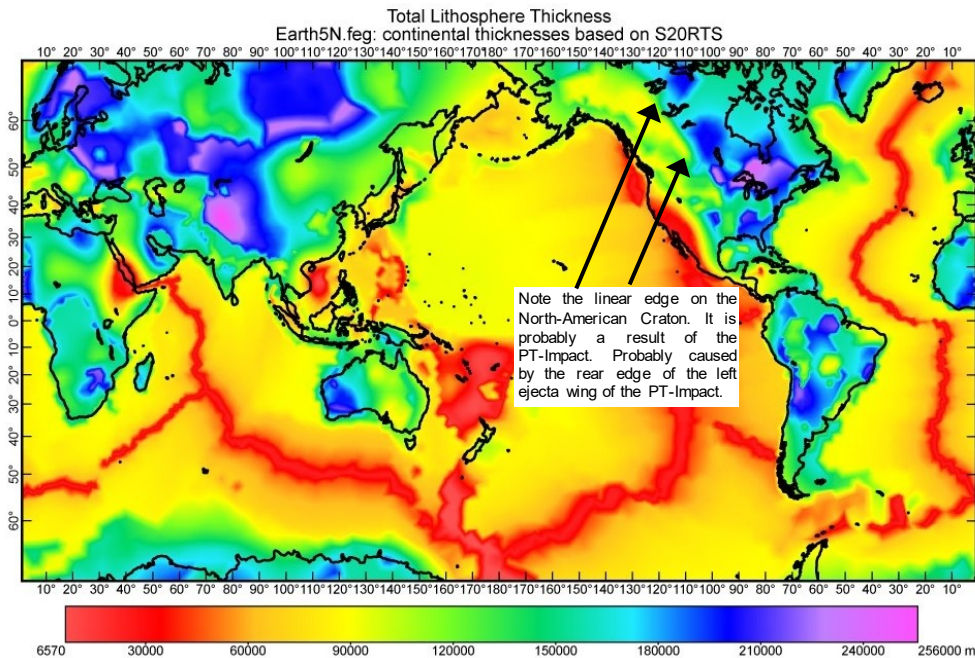 Total Lithosphere Thickness
Earth5N.feg: continental thicknesses based on S20RTS
10° 20° 30° 40° 50° 60° 70° 80° 90° 100° 110° 120° 130° 140° 150° 160° 170°180°170° 160° 150° 140° 130° 120° 110° 100° 90° 80° 70° 60° 50° 40° 30° 20° 10°
60°
50°
40°
30°
20°
10°
0°
10°
20°
30°
40°
50°
60°
Note the linear edge on the
North-American Craton. It is
probably a result of the
PT-Impact. Probably caused
by the rear edge of the left
ejecta wing of the PT-Impact.
10° 20° 30° 40° 50° 60° 70° 80° 90° 100° 110° 120° 130° 140° 150° 160° 170°180°170° 160° 150° 140° 130° 120° 110° 100° 90° 80° 70° 60° 50° 40° 30° 20° 10°
6570 30000 60000 90000 120000 150000 180000 210000 240000 256000 m